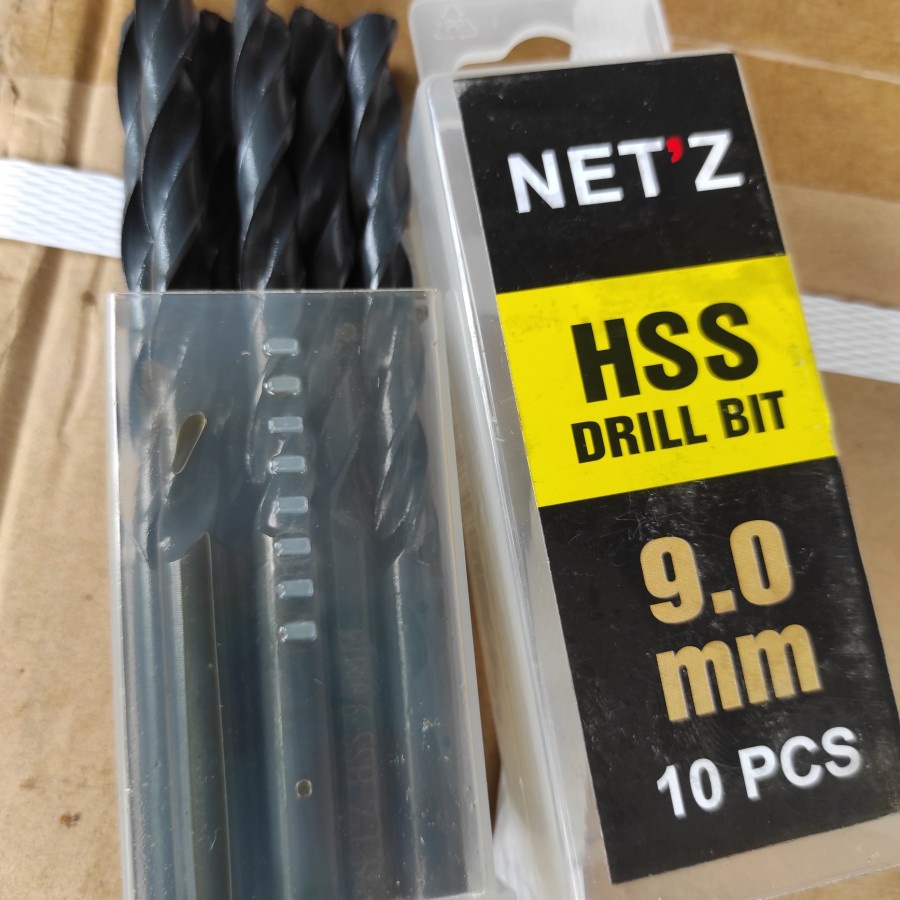 NET'Z
HSS
DRILL BIT
9.0
mm
10 PCS